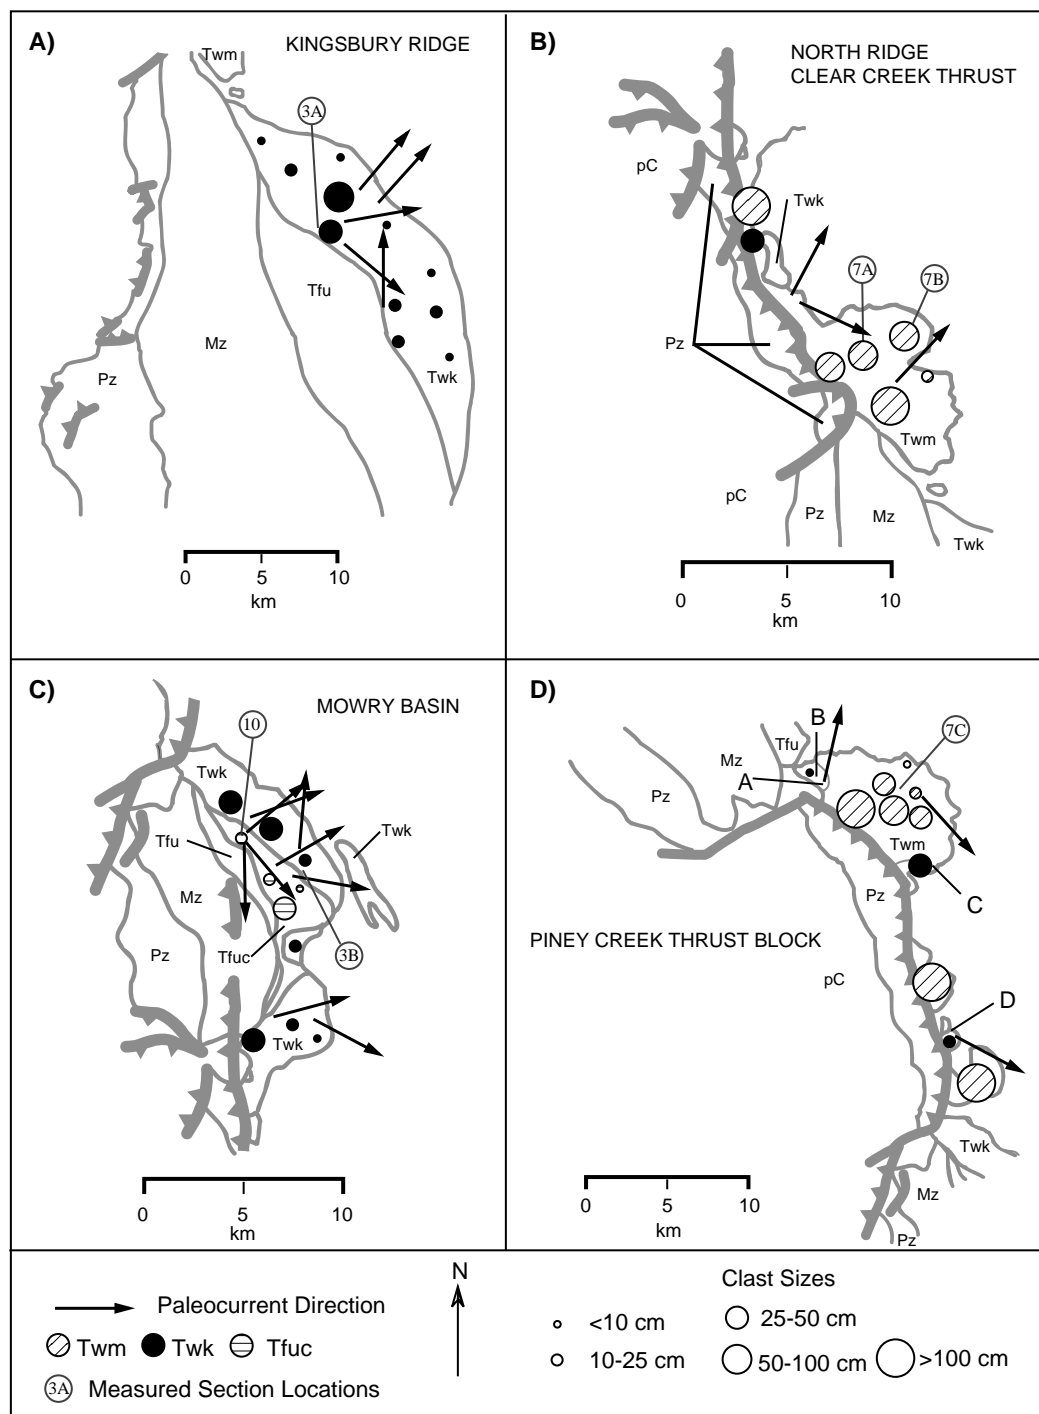 A)
KINGSBURY RIDGE
Twm
3A
Tfu
Mz
Pz
Twk
0 5 10
km
B)
NORTH RIDGE
CLEAR CREEK THRUST
pC
Twk
7A
7B
Pz
Twm
pC
Pz
Mz
Twk
0 5 10
km
C)
MOWRY BASIN
10
Twk
Tfu
Twk
Mz
Pz
Tfuc
3B
Twk
0 5 10
km
D)
B
7C
Tfu
Mz
A
Pz
Twm
Pz
C
PINEY CREEK THRUST BLOCK
pC
D
Twk
Mz
Pz
0 5 10
km
N
Paleocurrent Direction
Twm Twk Tfuc
3A Measured Section Locations
Clast Sizes
<10 cm
25-50 cm
10-25 cm
50-100 cm
>100 cm